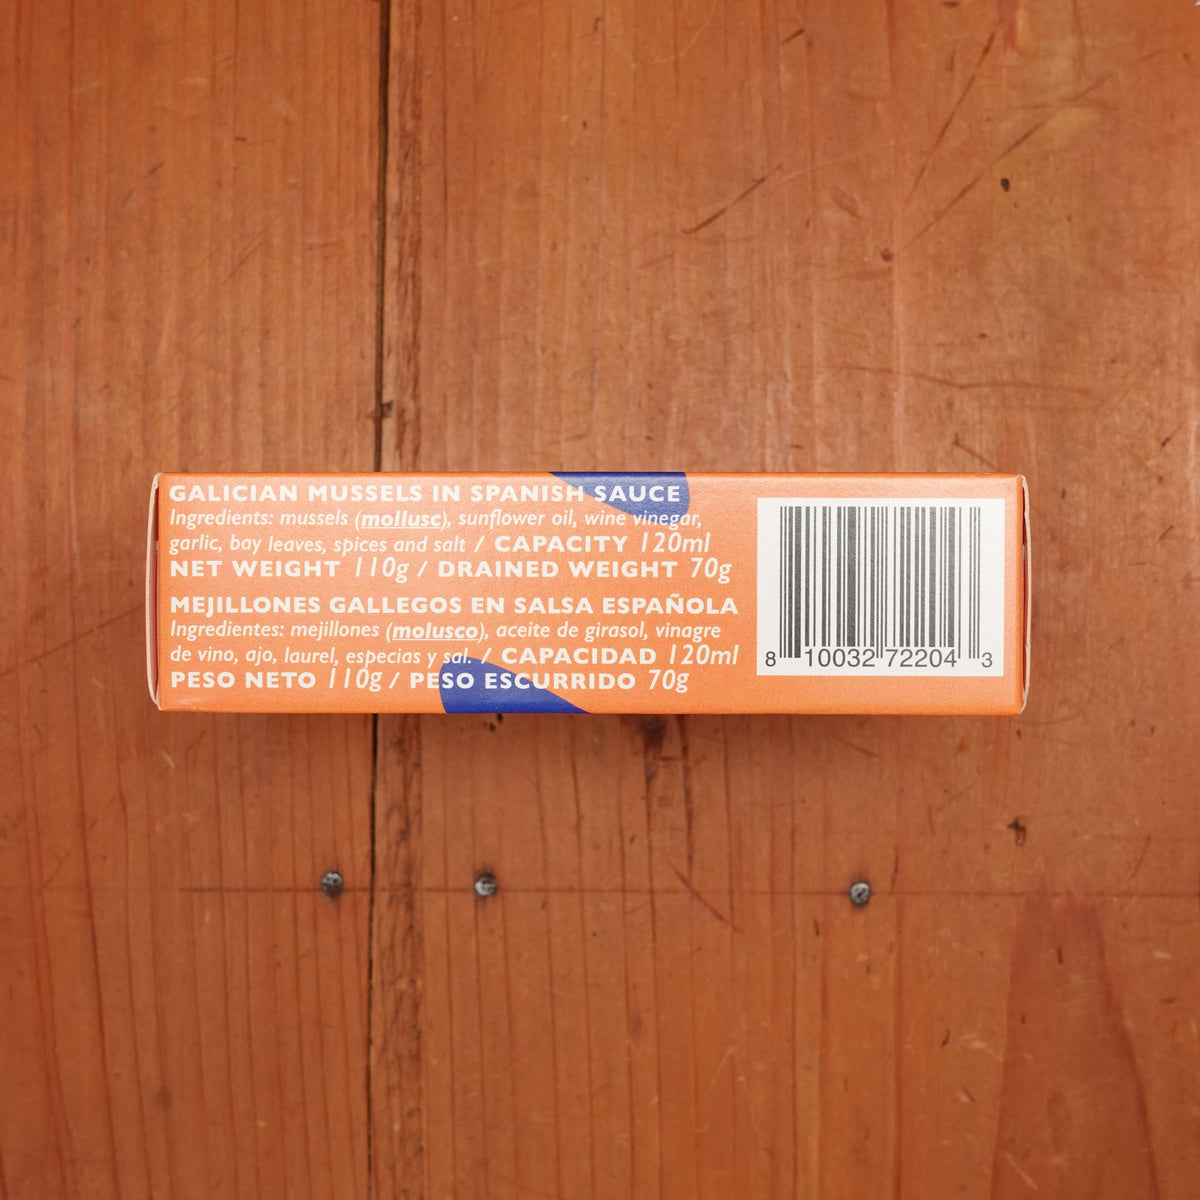 GALICIAN MUSSELS IN SPANISH SAUCE
Ingredients: mussels (mollusc), sunflower oil, wine vinegar,
garlic, bay leaves, spices and salt / CAPACITY 120ml
NET WEIGHT 110g / DRAINED WEIGHT 70g
MEJILLONES GALLEGOS EN SALSA ESPAÑOLA
Ingredientes: mejillones (molusco), aceite de girasol, vinagre
de vino, ajo, laurel, especias y sal. / CAPACIDAD 120ml
PESO NETO 110g / PESO ESCURRIDO 70g
8 10032 72204 3